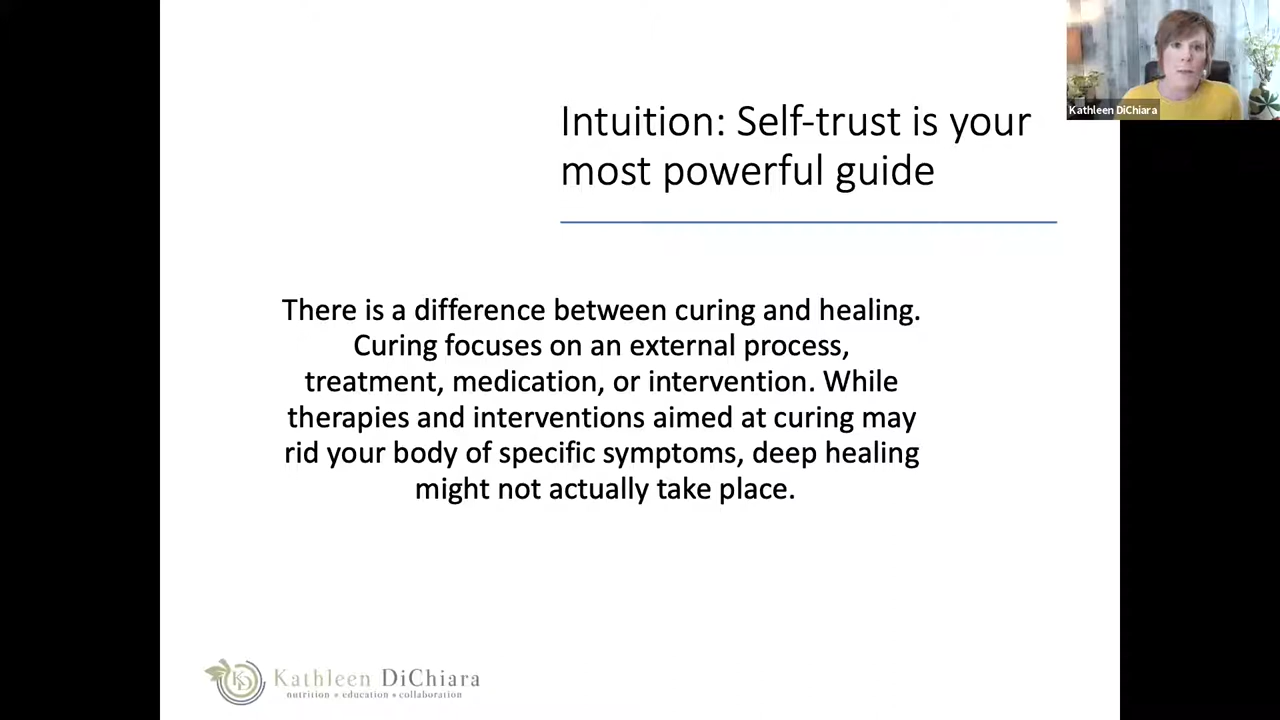 Kathleen DiChiara
Intuition: Self-trust is your
most powerful guide
There is a difference between curing and healing.
Curing focuses on an external process,
treatment, medication, or intervention. While
therapies and interventions aimed at curing may
rid your body of specific symptoms, deep healing
might not actually take place.
KD
Kathleen DiChiara
nutrition • education • collaboration